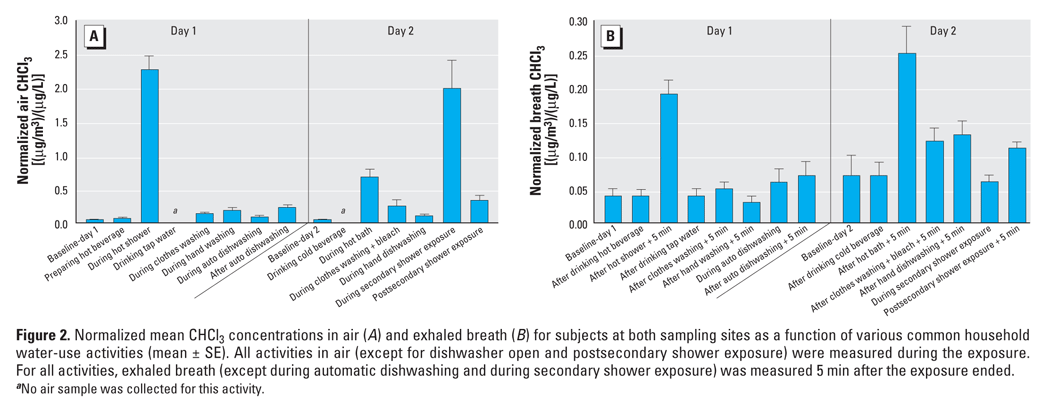 A
Day 1
Day 2
Normalized air CHCl3
[(μg/m3)/(μg/L)]
3.0
2.5
2.0
1.5
1.0
0.5
0.0
a
a
Baseline-day 1
Preparing hot beverage
During hot shower
Drinking tap water
During clothes washing
During hand washing
During auto dishwashing
After auto dishwashing
Baseline-day 2
Drinking cold beverage
During hot bath
During clothes washing + bleach
During hand dishwashing
During secondary shower exposure
Postsecondary shower exposure
B
Day 1
Day 2
Normalized breath CHCl3
[(μg/m3)/(μg/L)]
0.30
0.25
0.20
0.15
0.10
0.05
0.00
Baseline-day 1
After drinking hot beverage
After hot shower + 5 min
After drinking tap water
After clothes washing + 5 min
After hand washing + 5 min
During auto dishwashing
After auto dishwashing + 5 min
Baseline-day 2
After drinking cold beverage
After hot bath + 5 min
After clothes washing + bleach + 5 min
After hand dishwashing + 5 min
During secondary shower exposure
Postsecondary shower exposure + 5 min
Figure 2. Normalized mean CHCl3 concentrations in air (A) and exhaled breath (B) for subjects at both sampling sites as a function of various common household
water-use activities (mean ± SE). All activities in air (except for dishwasher open and postsecondary shower exposure) were measured during the exposure.
For all activities, exhaled breath (except during automatic dishwashing and during secondary shower exposure) was measured 5 min after the exposure ended.
aNo air sample was collected for this activity.